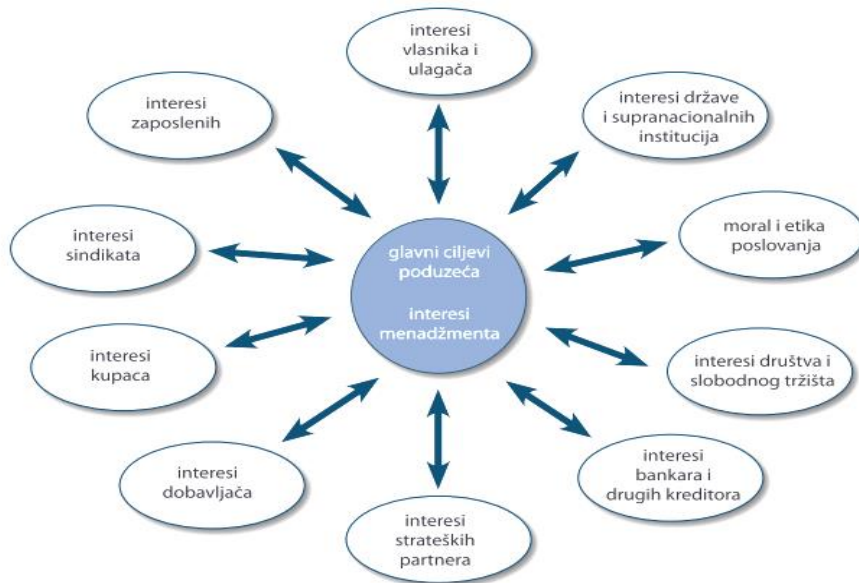 interesi
vlasnika i
ulagača
interesi
zaposlenih
interesi države
i supranacionalnih
institucija
interesi
sindikata
glavni ciljevi
poduzeća
interesi
menadžmenta
moral i etika
poslovanja
interesi
kupaca
interesi društva i
slobodnog tržišta
interesi
dobavljača
interesi
bankara i
drugih kreditora
interesi
strateških
partnera